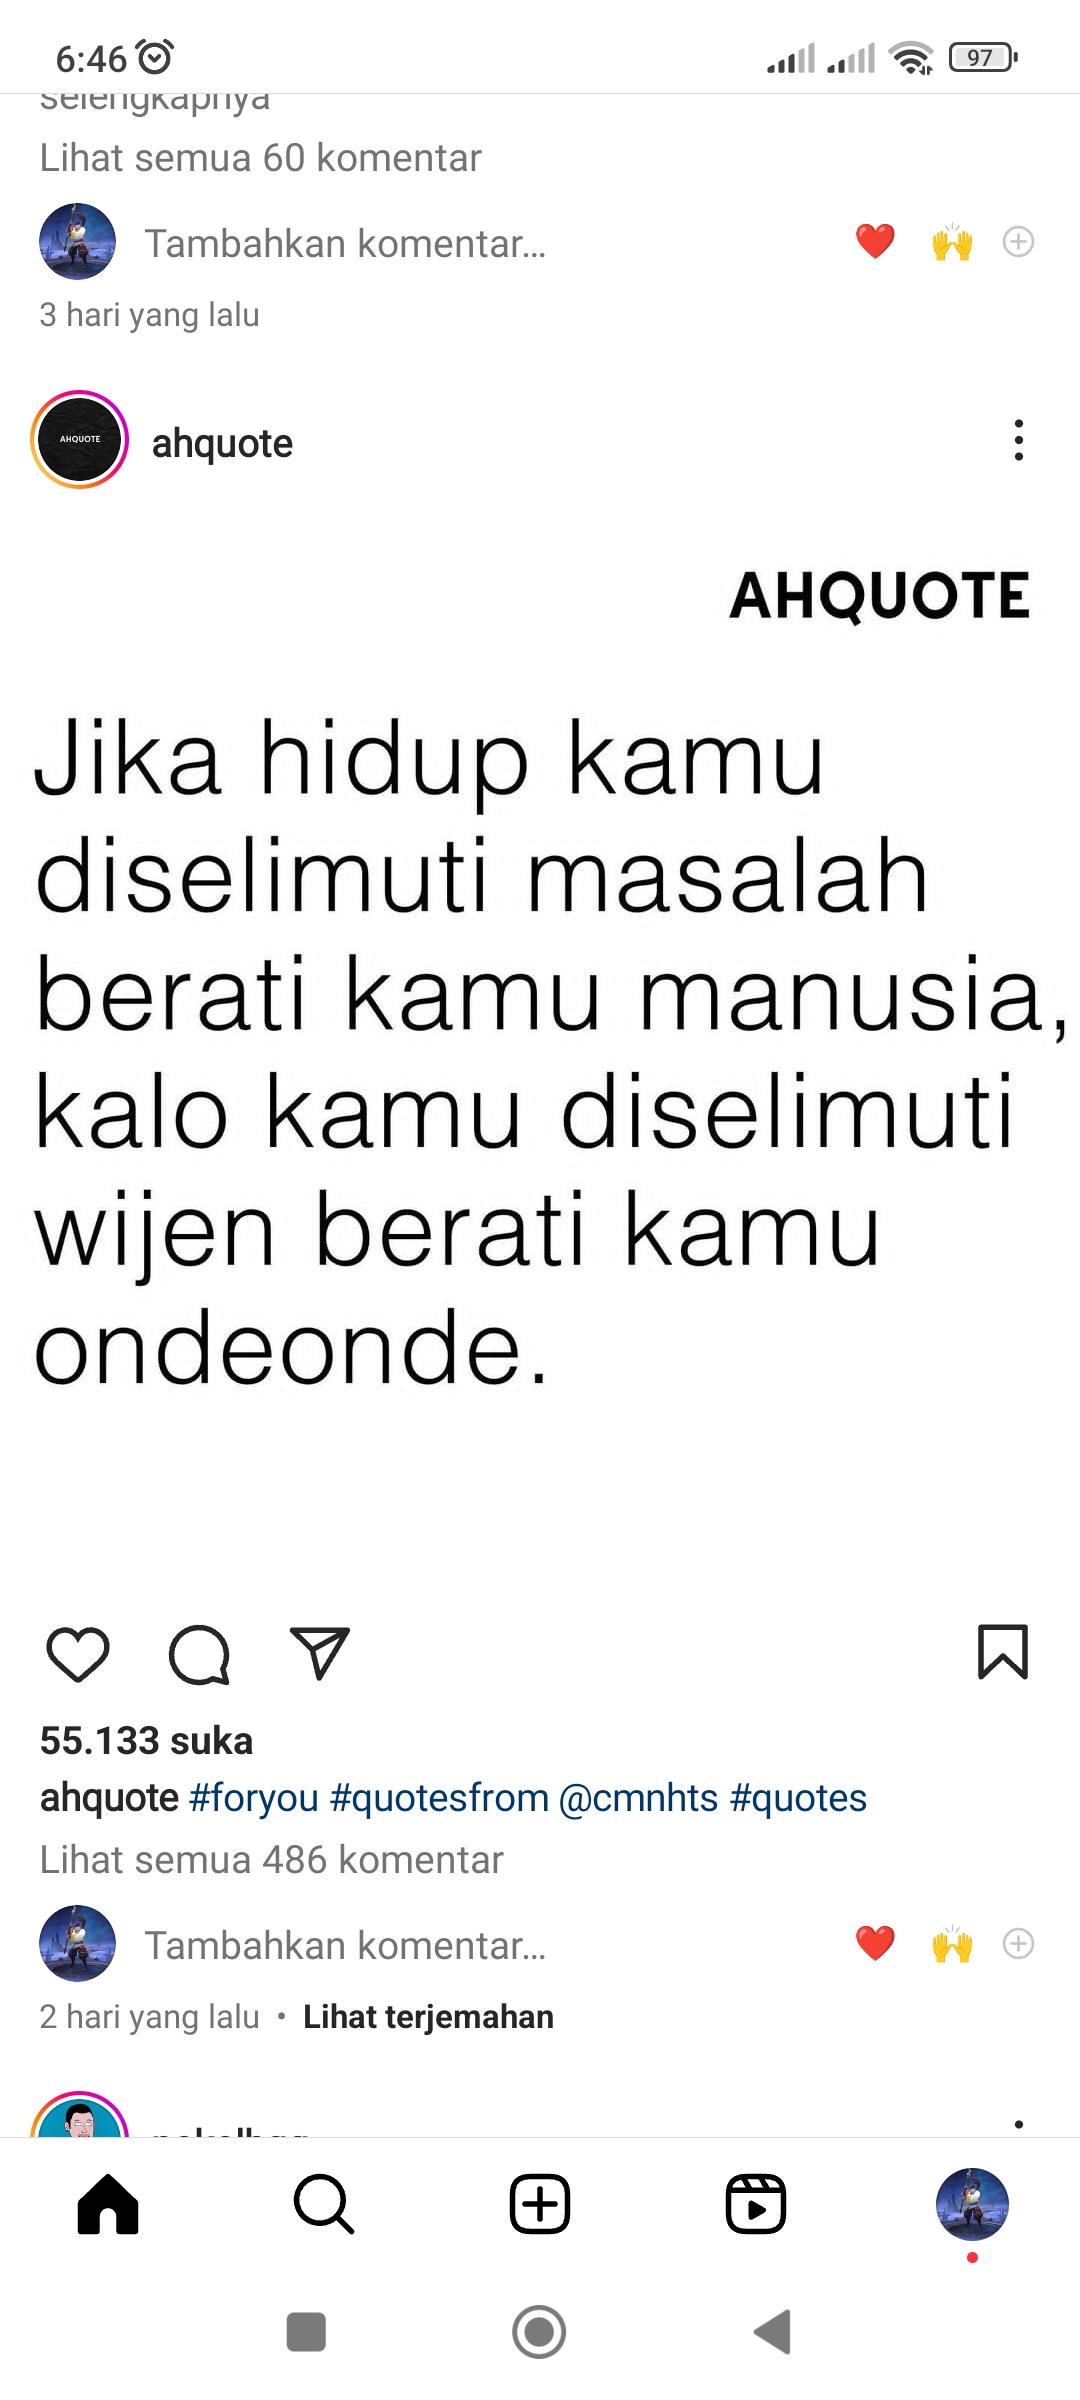 6:46
97
selengkapnya
Lihat semua 60 komentar
Tambahkan komentar...
3 hari yang lalu
AHQUOTE
ahquote
AHQUOTE
Jika hidup kamu
diselimuti masalah
berati kamu manusia,
kalo kamu diselimuti
wijen berati kamu
ondeonde.
55.133 suka
ahquote #foryou #quotesfrom @cmnhts #quotes
Lihat semua 486 komentar
Tambahkan komentar...
2 hari yang lalu • Lihat terjemahan